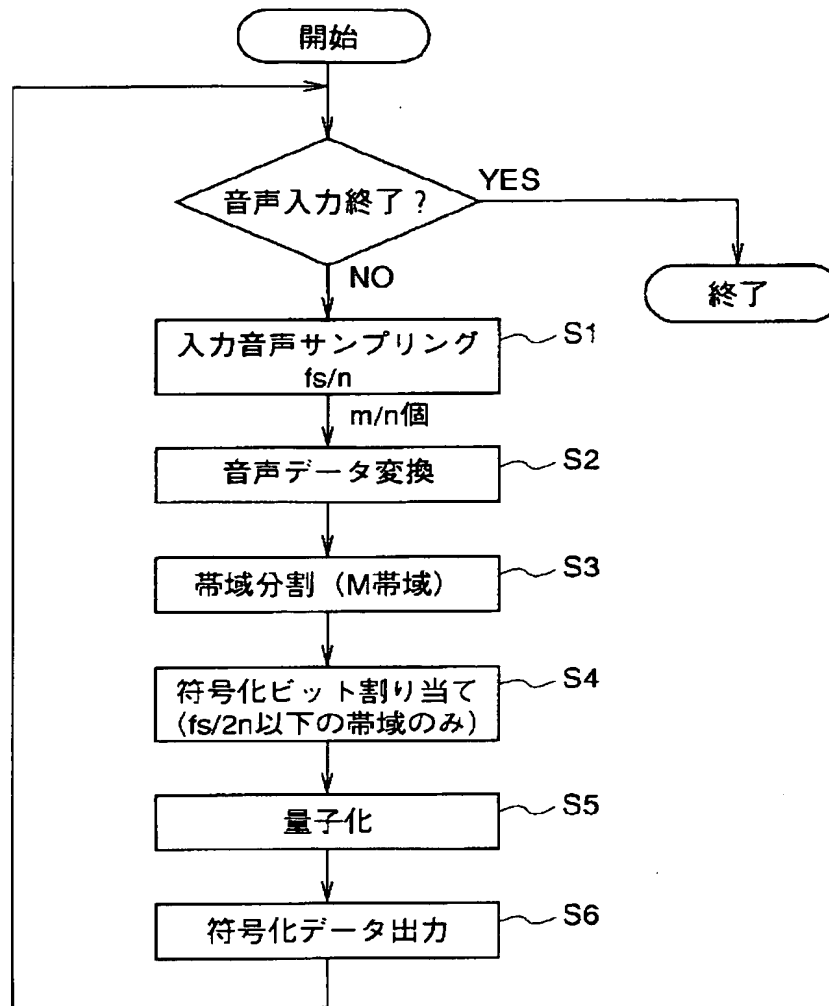 開始
音声入力終了？
YES
NO
終了
入力音声サンプリング
fs/n
S1
m/n個
音声データ変換
S2
帯域分割（M帯域）
S3
符号化ビット割り当て
（fs/2n以下の帯域のみ）
S4
量子化
S5
符号化データ出力
S6